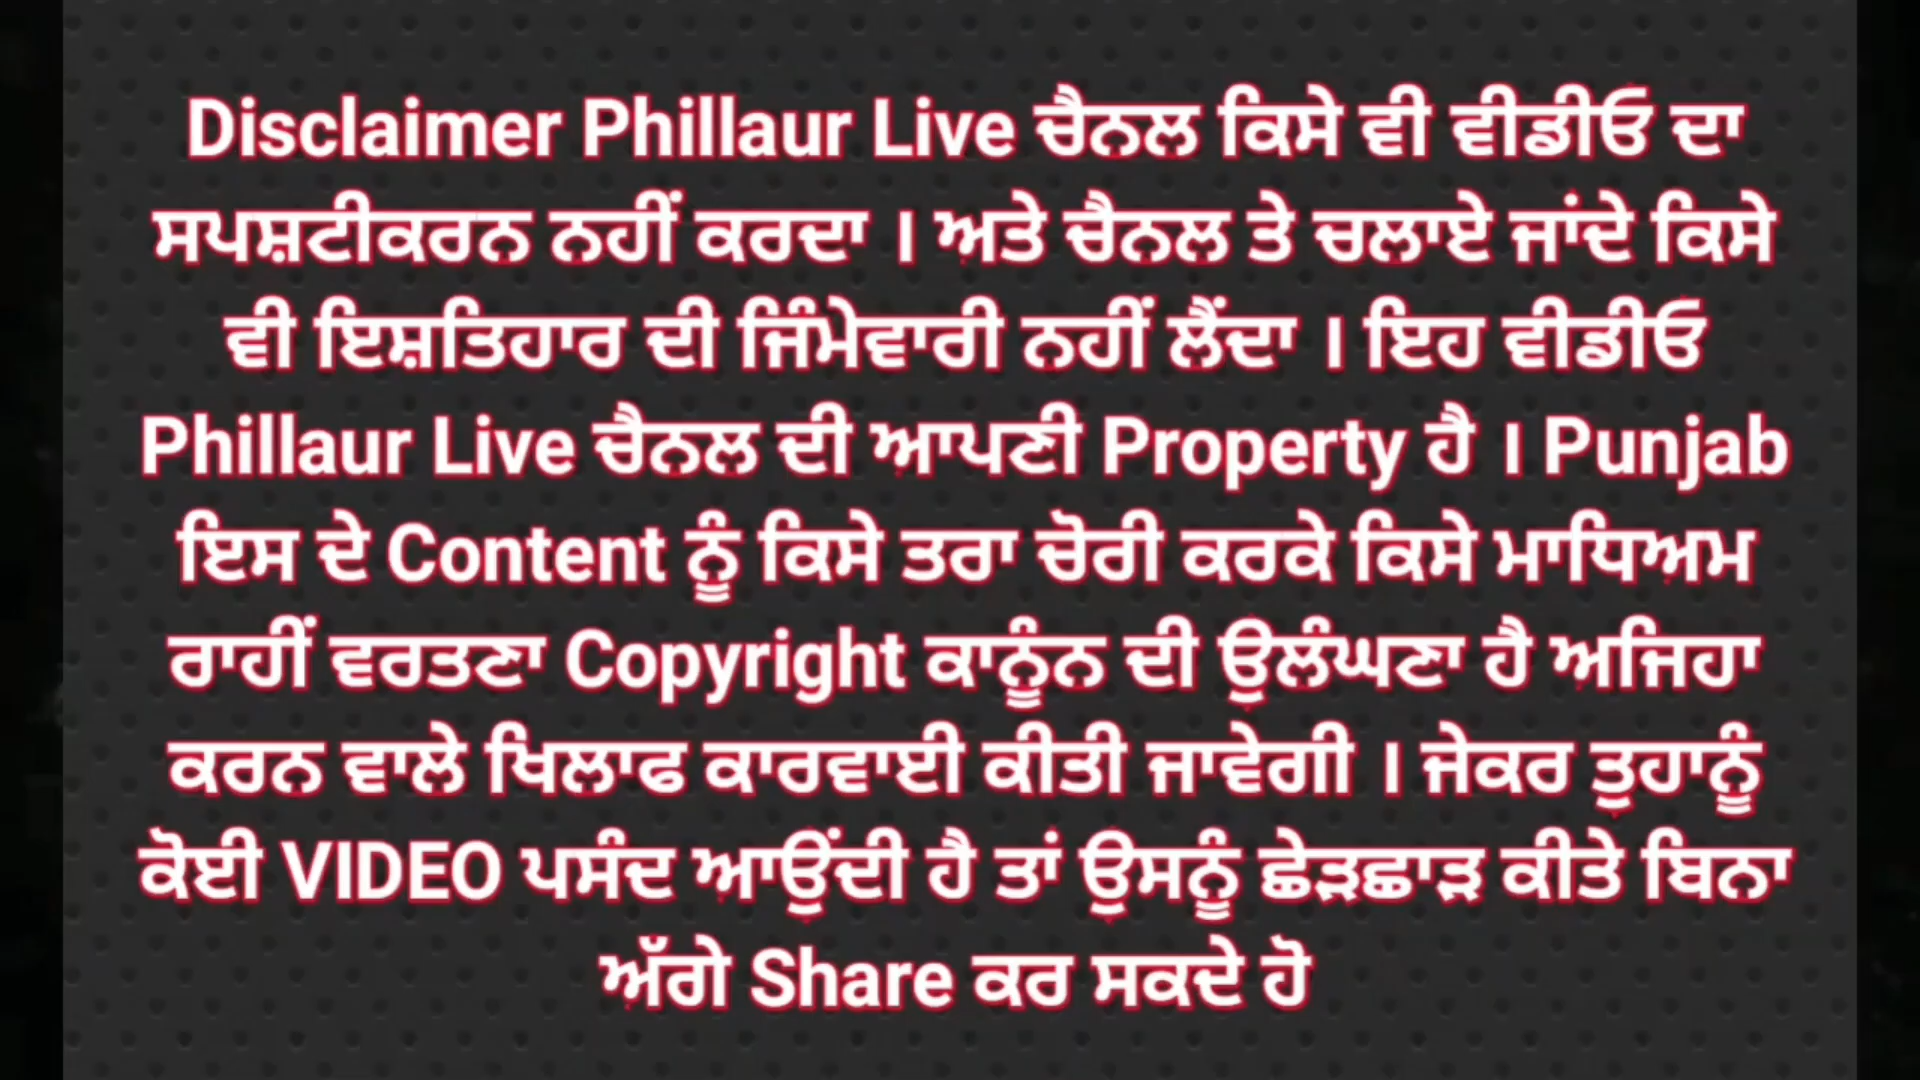 Disclaimer Phillaur Live ਚੈਨਲ ਕਿਸੇ ਵੀ ਵੀਡੀਓ ਦਾ
ਸਪਸ਼ਟੀਕਰਨ ਨਹੀਂ ਕਰਦਾ । ਅਤੇ ਚੈਨਲ ਤੇ ਚਲਾਏ ਜਾਂਦੇ ਕਿਸੇ
ਵੀ ਇਸ਼ਤਿਹਾਰ ਦੀ ਜਿੰਮੇਵਾਰੀ ਨਹੀਂ ਲੈਂਦਾ । ਇਹ ਵੀਡੀਓ
Phillaur Live ਚੈਨਲ ਦੀ ਆਪਣੀ Property ਹੈ । Punjab
ਇਸ ਦੇ Content ਨੂੰ ਕਿਸੇ ਤਰਾ ਚੋਰੀ ਕਰਕੇ ਕਿਸੇ ਮਾਧਿਅਮ
ਰਾਹੀਂ ਵਰਤਣਾ Copyright ਕਾਨੂੰਨ ਦੀ ਉਲੰਘਣਾ ਹੈ ਅਜਿਹਾ
ਕਰਨ ਵਾਲੇ ਖਿਲਾਫ ਕਾਰਵਾਈ ਕੀਤੀ ਜਾਵੇਗੀ । ਜੇਕਰ ਤੁਹਾਨੂੰ
ਕੋਈ VIDEO ਪਸੰਦ ਆਉਂਦੀ ਹੈ ਤਾਂ ਉਸਨੂੰ ਛੇੜਛਾੜ ਕੀਤੇ ਬਿਨਾ
ਅੱਗੇ Share ਕਰ ਸਕਦੇ ਹੋ